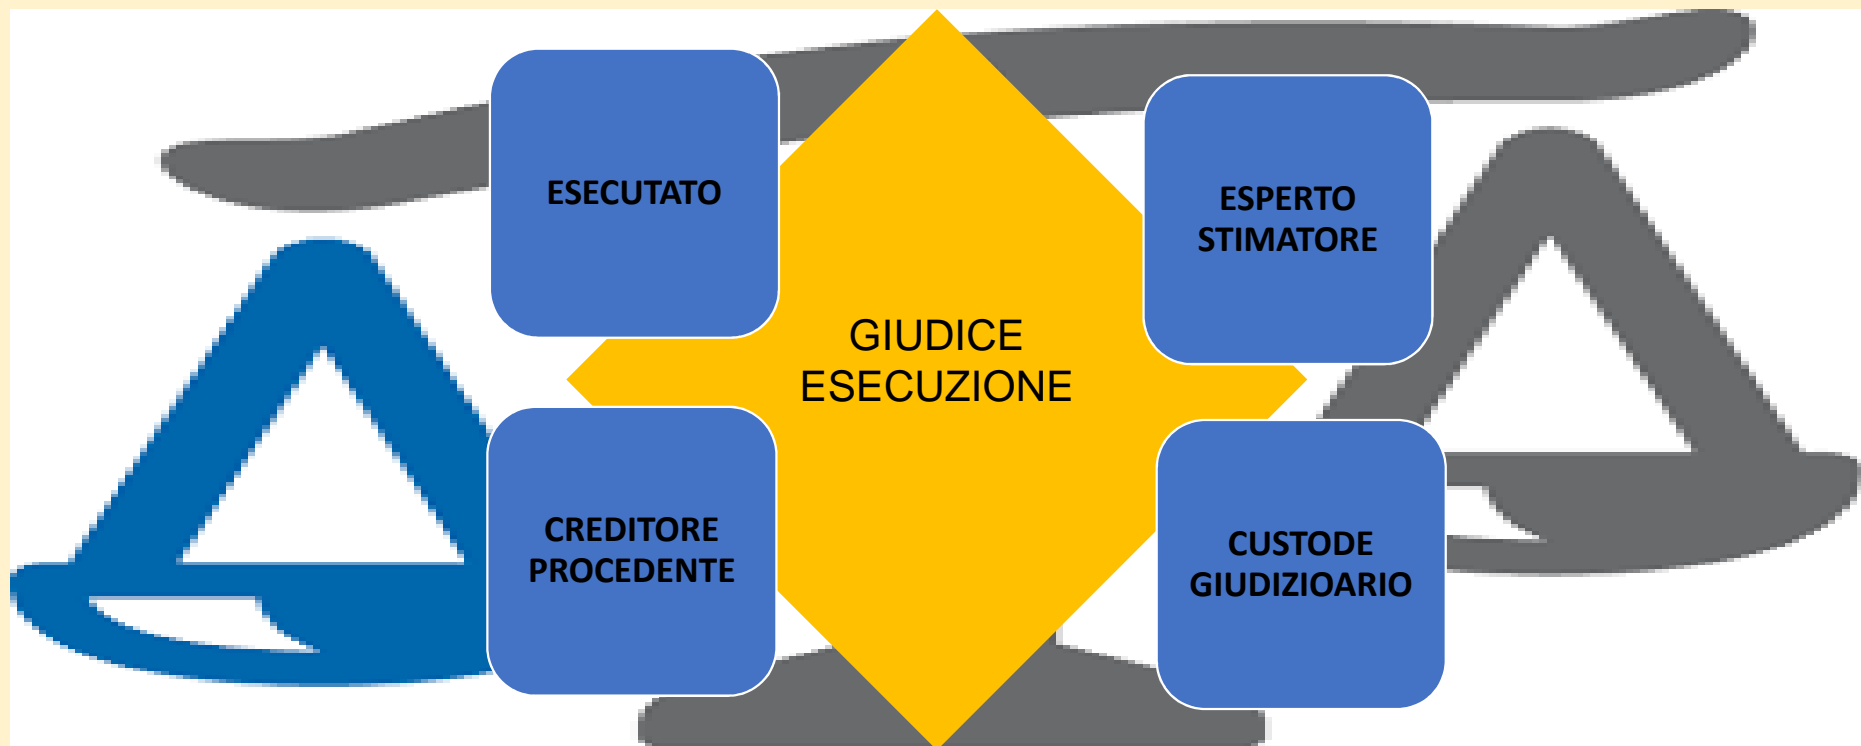 ESECUTATO
ESPERTO
STIMATORE
GIUDICE
ESECUZIONE
CREDITORE
PROCEDENTE
CUSTODE
GIUDIZIOARIO